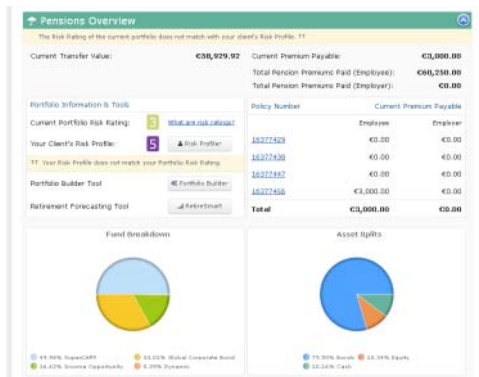 Pensions Overview
The Risk Rating of the current portfolio does not match with your client's Risk Profile. ††
Current Transfer Value: €50,929.92
Current Premium Payable: €3,000.00
Total Pension Premiums Paid (Employee): €60,250.00
Total Pension Premiums Paid (Employer): €0.00
Portfolio Information & Tools
Current Portfolio Risk Rating: 3 What are risk ratings?
Your Client's Risk Profile: 5 Risk Profiler
†† Your Risk Profile does not match your Portfolio Risk Rating.
Portfolio Builder Tool Portfolio Builder
Retirement Forecasting Tool RetireSmart
Policy Number Current Premium Payable
Employee Employer
16377429 €0.00 €0.00
16377438 €0.00 €0.00
16377447 €0.00 €0.00
16377456 €3,000.00 €0.00
Total €3,000.00 €0.00
Fund Breakdown
Asset Splits
SuperCAPP
Global Corporate Bond
Income Opportunity
Dynamic
Bonds
Equity
Cash